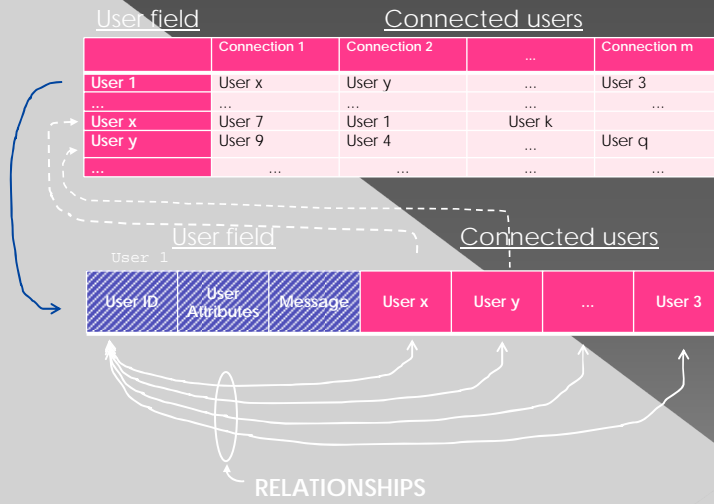 User field Connected users
Connection 1 Connection 2 ... Connection m
User 1 User x User y ... User 3
... ... ... ... ...
User x User 7 User 1 User k
User y User 9 User 4 ... User q
... ... ... ... ...
User field Connected users
User 1
User ID User Attributes Message User x User y ... User 3
RELATIONSHIPS